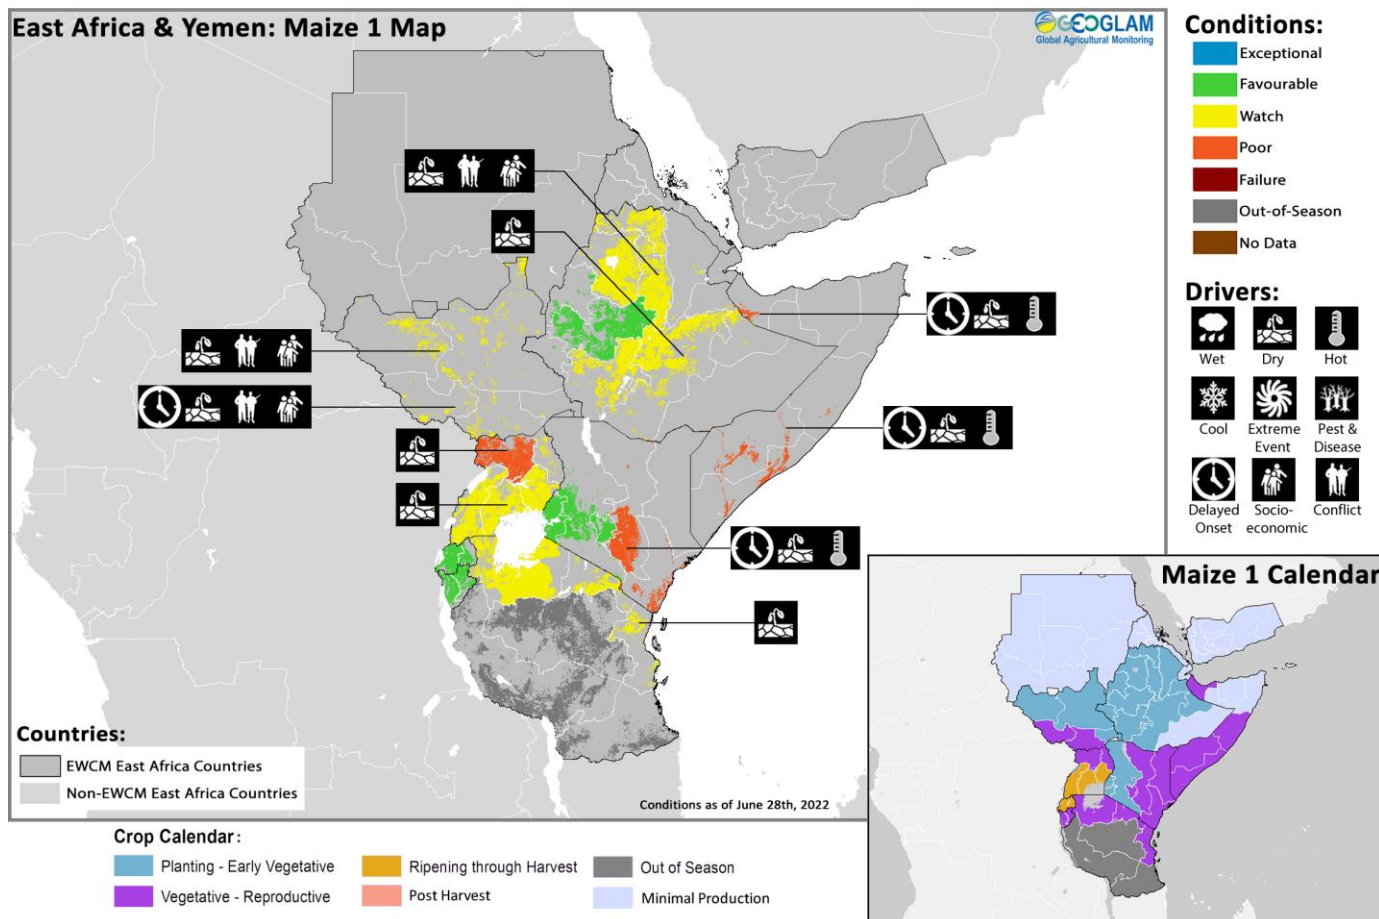 East Africa & Yemen: Maize 1 Map
GEOGLAM
Global Agricultural Monitoring
Conditions:
Exceptional
Favourable
Watch
Poor
Failure
Out-of-Season
No Data
Drivers:
Wet
Dry
Hot
Cool
Extreme
Event
Pest &
Disease
Delayed
Onset
Socio-
economic
Conflict
Maize 1 Calendar
Countries:
EWCM East Africa Countries
Non-EWCM East Africa Countries
Conditions as of June 28th, 2022
Crop Calendar:
Planting - Early Vegetative
Ripening through Harvest
Out of Season
Vegetative - Reproductive
Post Harvest
Minimal Production